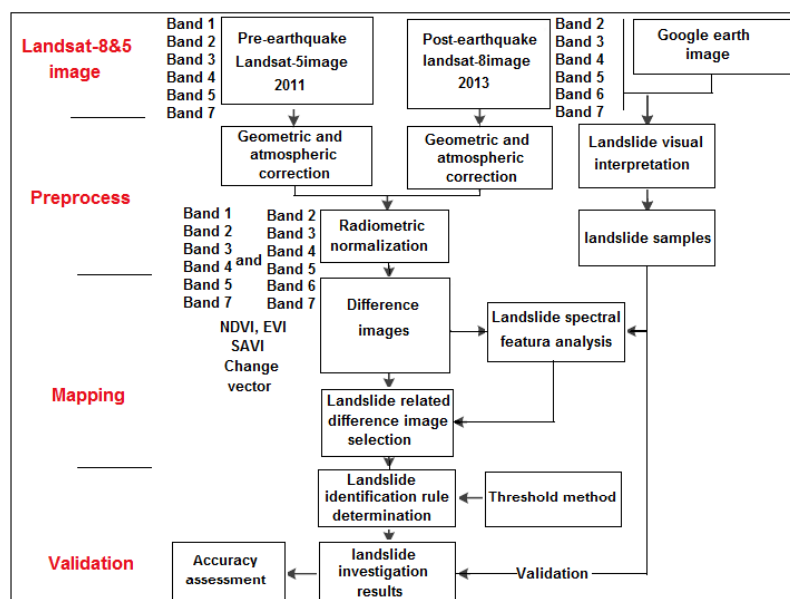 Landsat-8&5
image
Band 1
Band 2
Band 3
Band 4
Band 5
Band 7
Pre-earthquake
Landsat-5image
2011
Post-earthquake
landsat-8image
2013
Band 2
Band 3
Band 4
Band 5
Band 6
Band 7
Google earth
image
Geometric and
atmospheric
correction
Geometric and
atmospheric
correction
Landslide visual
interpretation
Preprocess
Band 1
Band 2
Band 3
Band 4
Band 5
Band 7
and
Band 2
Band 3
Band 4
Band 5
Band 6
Band 7
Radiometric
normalization
landslide samples
NDVI, EVI
SAVI
Change
vector
Difference
images
Landslide spectral
featura analysis
Mapping
Landslide related
difference image
selection
Landslide
identification rule
determination
Threshold method
Validation
Accuracy
assessment
landslide
investigation
results
Validation